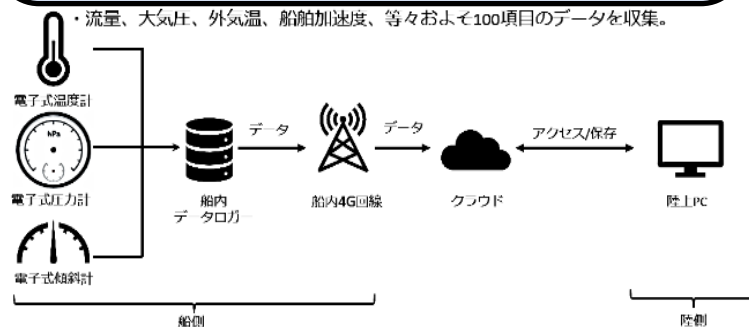 ・流量、大気圧、外気温、船舶加速度、等々およそ100項目のデータを収集。
電子式温度計
hPa
電子式圧力計
電子式傾斜計
船内
データロガー
データ
船内4G回線
データ
クラウド
アクセス/保存
陸上PC
船側
陸側